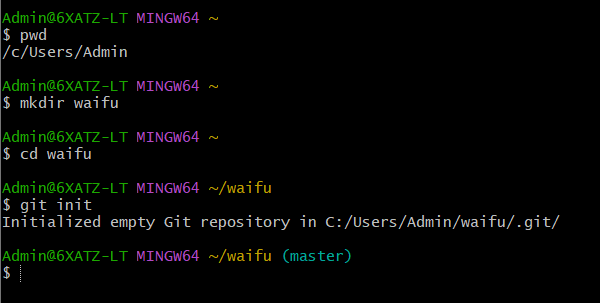 Admin@6XATZ-LT MINGW64 ~
$ pwd
/c/Users/Admin
Admin@6XATZ-LT MINGW64 ~
$ mkdir waifu
Admin@6XATZ-LT MINGW64 ~
$ cd waifu
Admin@6XATZ-LT MINGW64 ~/waifu
$ git init
Initialized empty Git repository in C:/Users/Admin/waifu/.git/
Admin@6XATZ-LT MINGW64 ~/waifu (master)
$